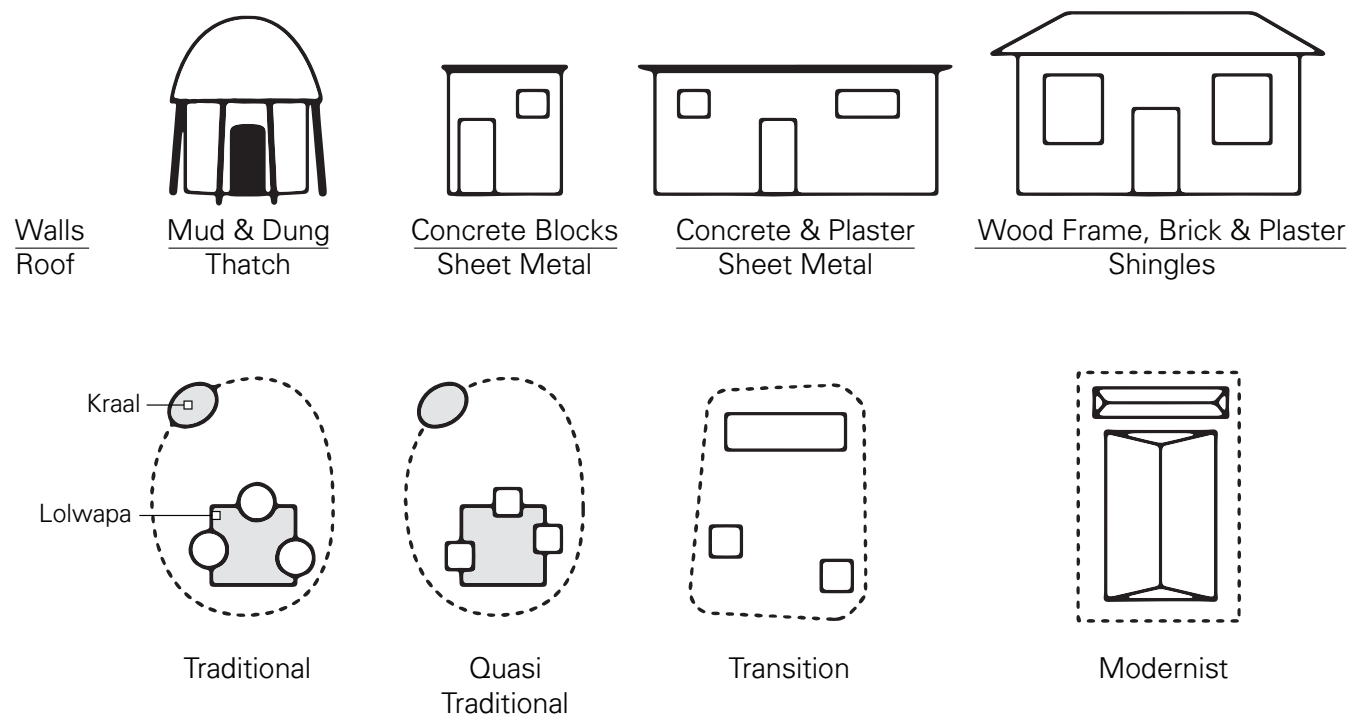 Walls
Roof
Mud & Dung
Thatch
Concrete Blocks
Sheet Metal
Concrete & Plaster
Sheet Metal
Wood Frame, Brick & Plaster
Shingles
Kraal
Lolwapa
Traditional
Quasi
Traditional
Transition
Modernist